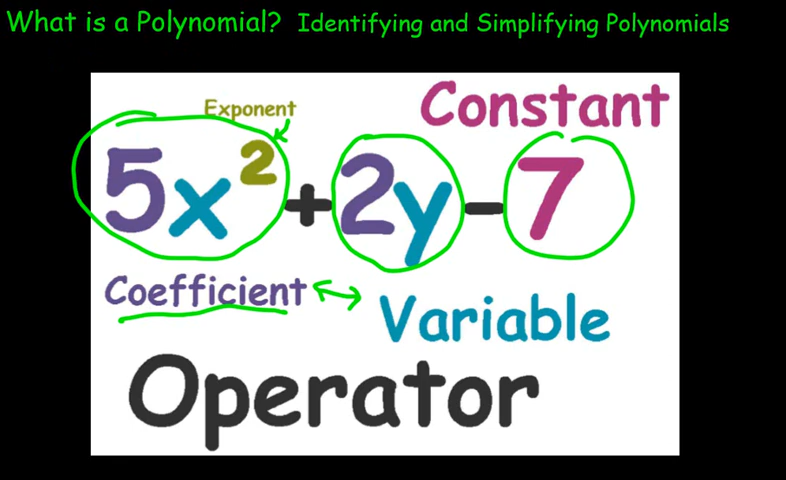 What is a Polynomial? Identifying and Simplifying Polynomials
Exponent
Constant
5x² + 2y - 7
Coefficient
Variable
Operator